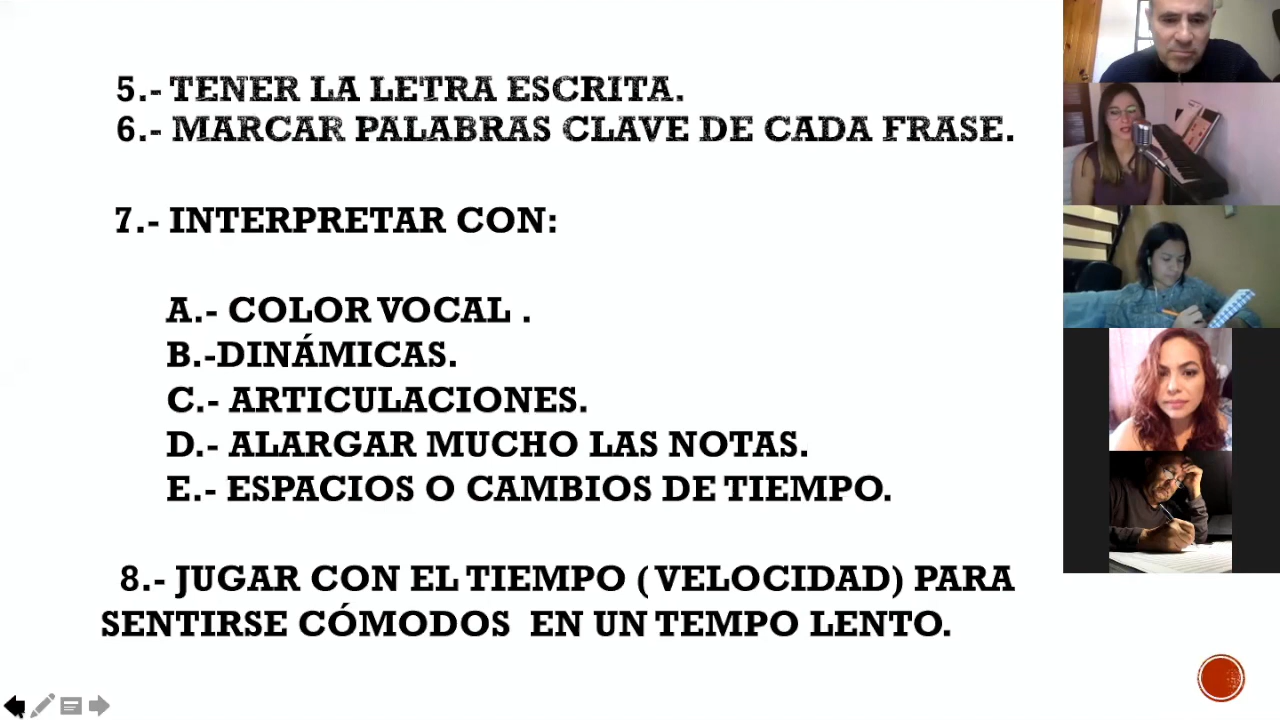 5.- TENER LA LETRA ESCRITA.
6.- MARCAR PALABRAS CLAVE DE CADA FRASE.
7.- INTERPRETAR CON:
A.- COLOR VOCAL .
B.-DINÁMICAS.
C.- ARTICULACIONES.
D.- ALARGAR MUCHO LAS NOTAS.
E.- ESPACIOS O CAMBIOS DE TIEMPO.
8.- JUGAR CON EL TIEMPO ( VELOCIDAD) PARA
SENTIRSE CÓMODOS EN UN TEMPO LENTO.